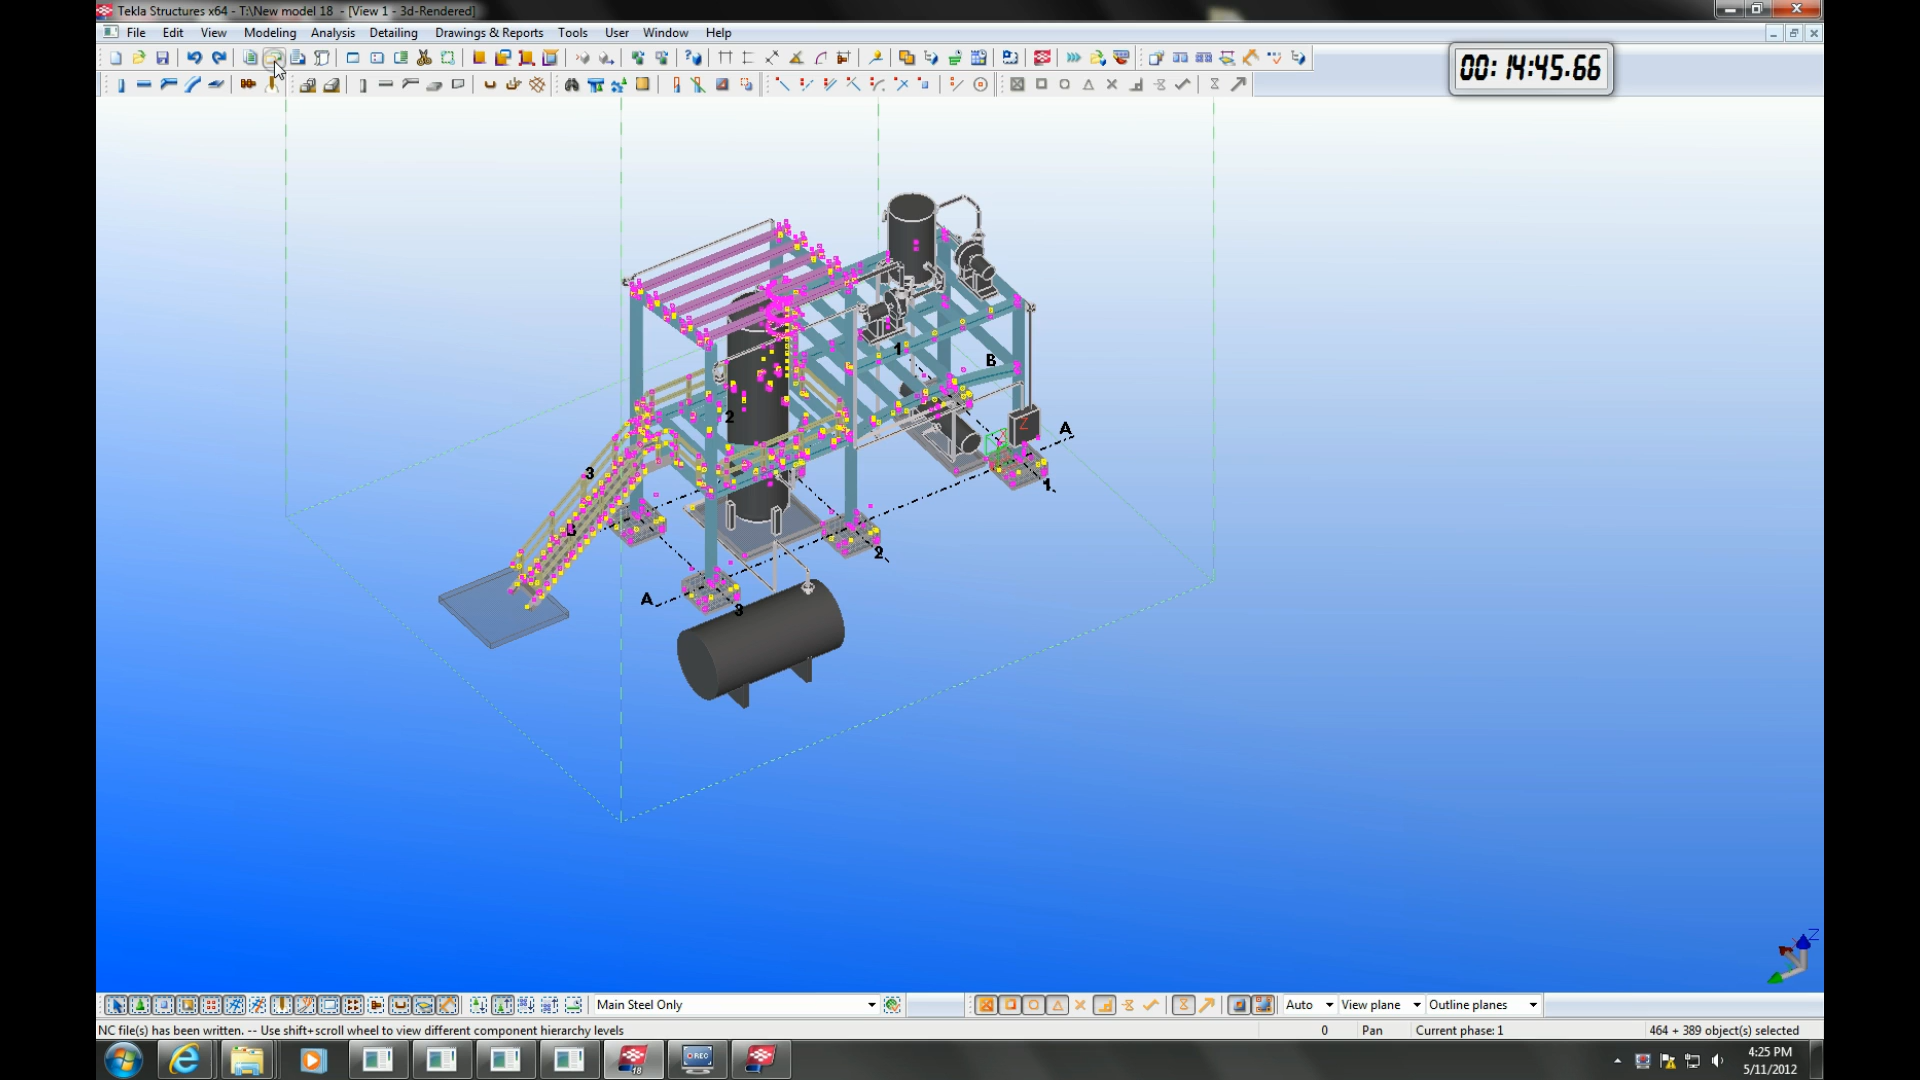 Tekla Structures x64 - T:\New model 18 - [View 1 - 3d-Rendered]
File Edit View Modeling Analysis Detailing Drawings & Reports Tools User Window Help
00: 14:45.66
1
B
2
A
Z
3
1
B
2
A
3
Z
Main Steel Only
Auto View plane Outline planes
NC file(s) has been written. -- Use shift+scroll wheel to view different component hierarchy levels
0 Pan Current phase: 1 464 + 389 object(s) selected
REC
18
4:25 PM
5/11/2012